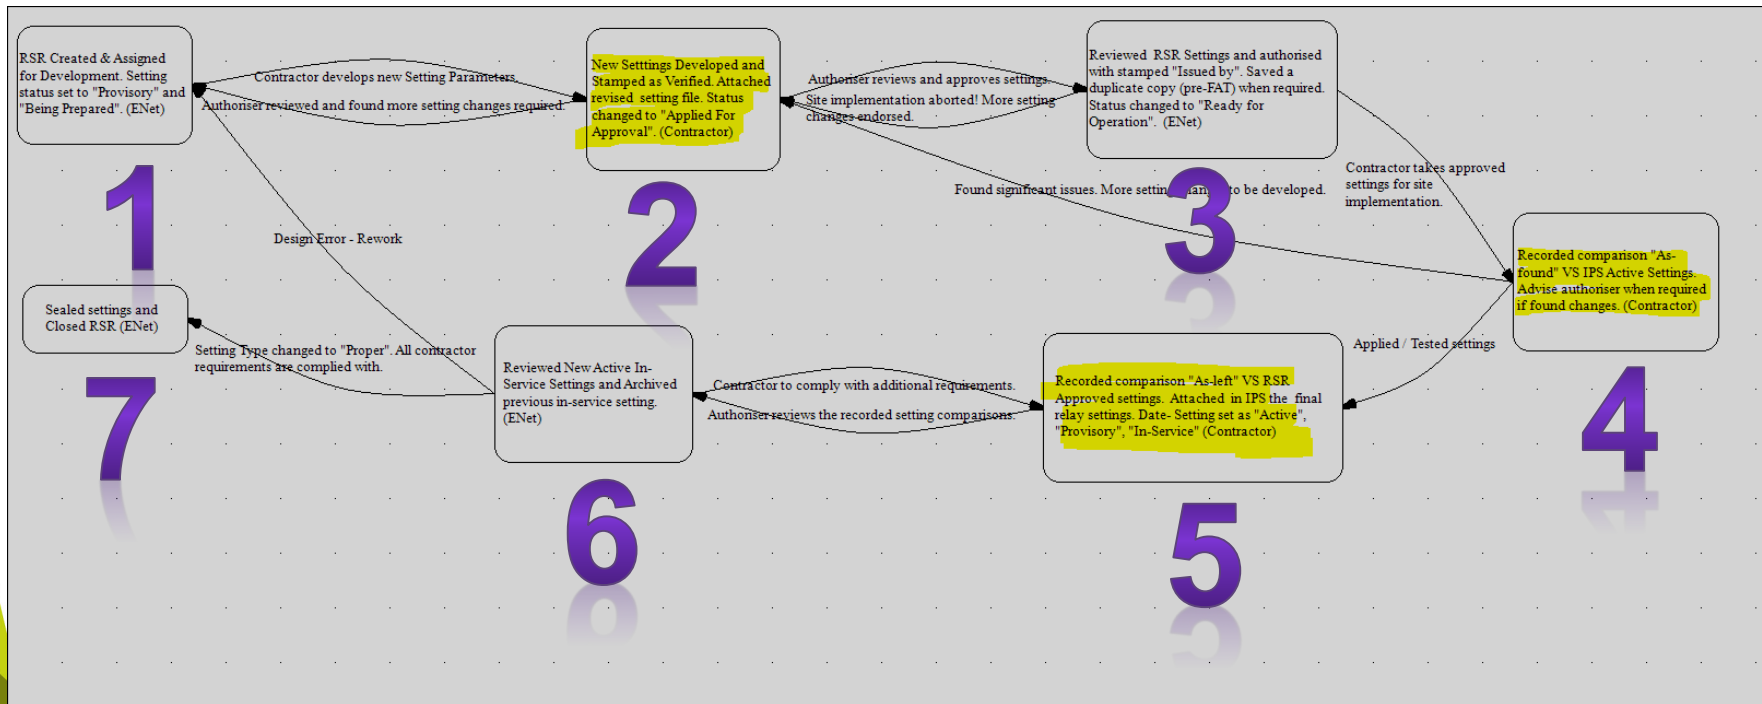 RSR Created & Assigned
for Development. Setting
status set to "Provisory" and
"Being Prepared". (ENet)
1
Contractor develops new Setting Parameters.
Authoriser reviewed and found more setting changes required.
New Setttings Developed and
Stamped as Verified. Attached
revised setting file. Status
changed to "Applied For
Approval". (Contractor)
2
Authoriser reviews and approves settings.
Site implementation aborted! More setting
changes endorsed.
Reviewed RSR Settings and authorised
with stamped "Issued by". Saved a
duplicate copy (pre-FAT) when required.
Status changed to "Ready for
Operation". (ENet)
3
Found significant issues. More setting to be developed.
Contractor takes approved
settings for site
implementation.
Recorded comparison "As-
found" VS IPS Active Settings.
Advise authoriser when required
if found changes. (Contractor)
4
Design Error - Rework
Applied / Tested settings
Recorded comparison "As-left" VS RSR
Approved settings. Attached in IPS the final
relay settings. Date- Setting set as "Active",
"Provisory", "In-Service" (Contractor)
5
Contractor to comply with additional requirements.
Authoriser reviews the recorded setting comparisons.
Reviewed New Active In-
Service Settings and Archived
previous in-service setting.
(ENet)
6
Setting Type changed to "Proper". All contractor
requirements are complied with.
Sealed settings and
Closed RSR (ENet)
7